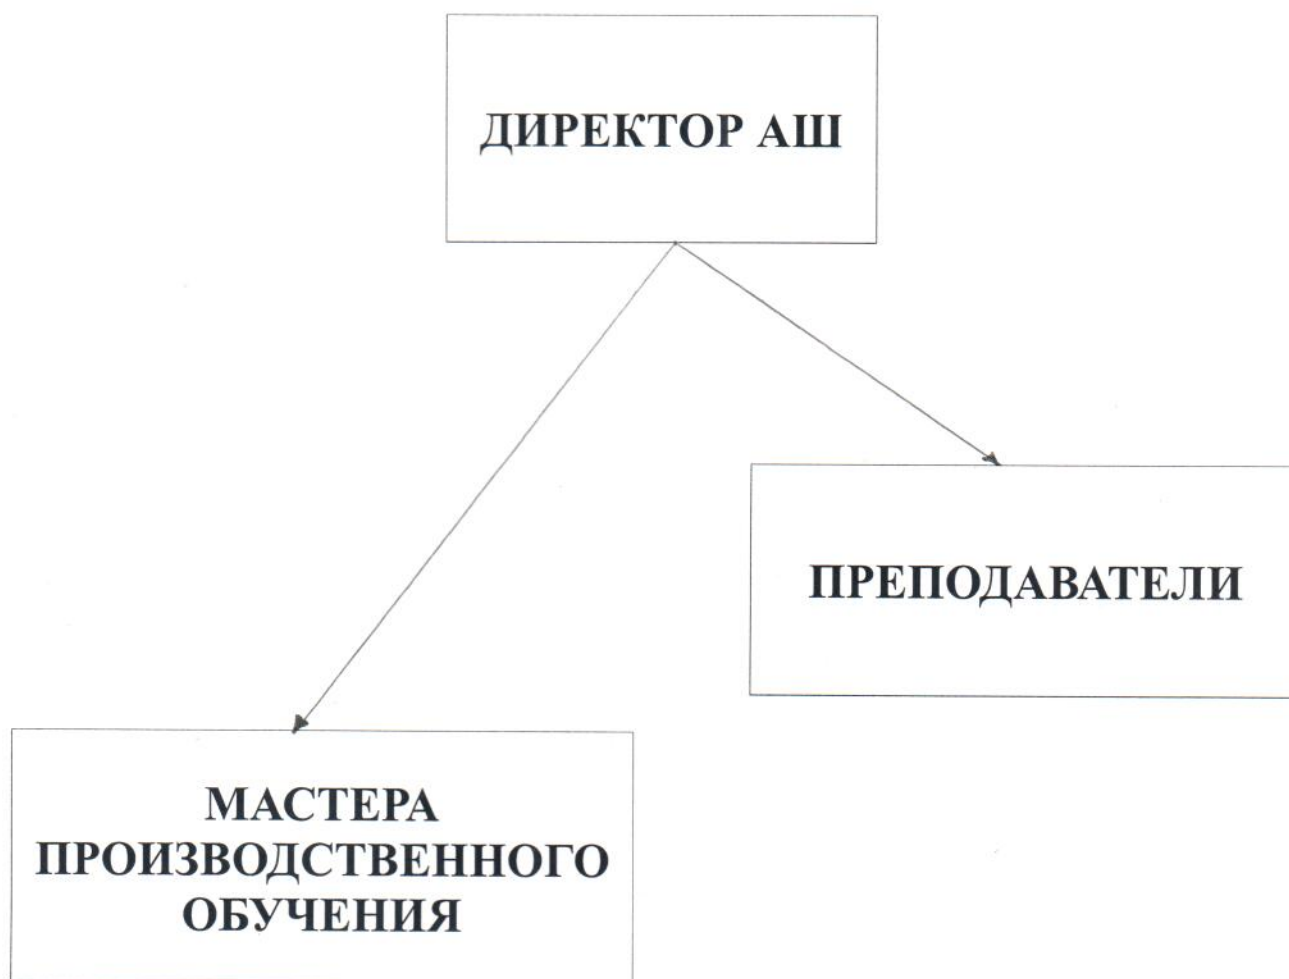 ДИРЕКТОР АШ
ПРЕПОДАВАТЕЛИ
МАСТЕРА
ПРОИЗВОДСТВЕННОГО
ОБУЧЕНИЯ